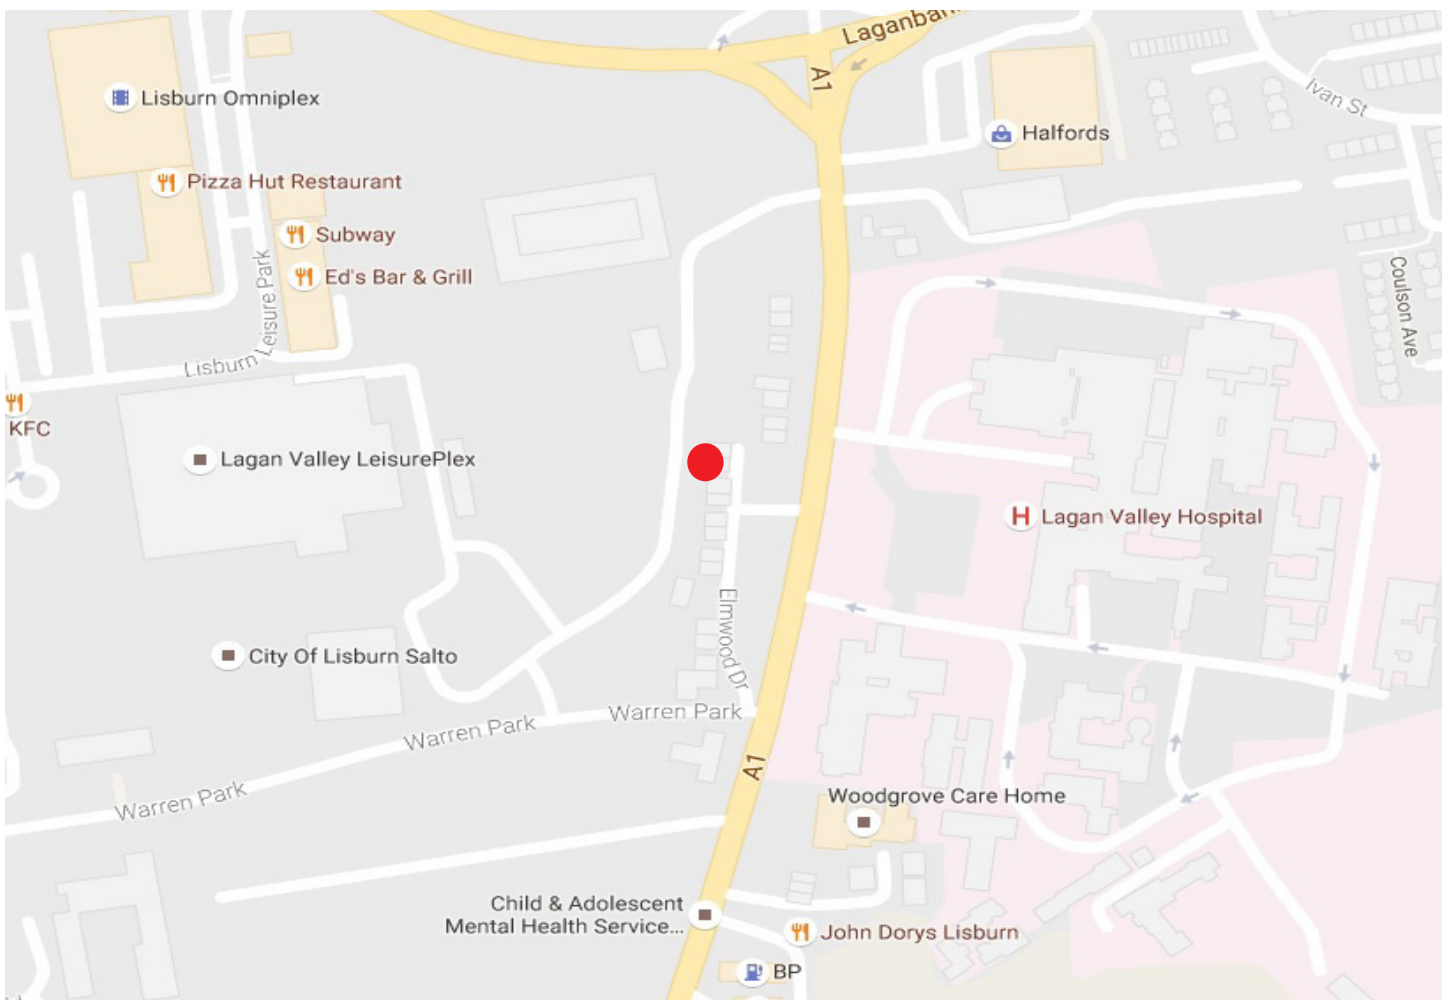 Laganban
A1
Lisburn Omniplex
Halfords
Ivan St
Pizza Hut Restaurant
Subway
Ed's Bar & Grill
Lisburn Leisure Park
Coulson Ave
KFC
Lagan Valley LeisurePlex
H Lagan Valley Hospital
Elmwood Dr
City Of Lisburn Salto
Warren Park
Warren Park
Warren Park
A1
Woodgrove Care Home
Child & Adolescent
Mental Health Service...
John Dorys Lisburn
BP